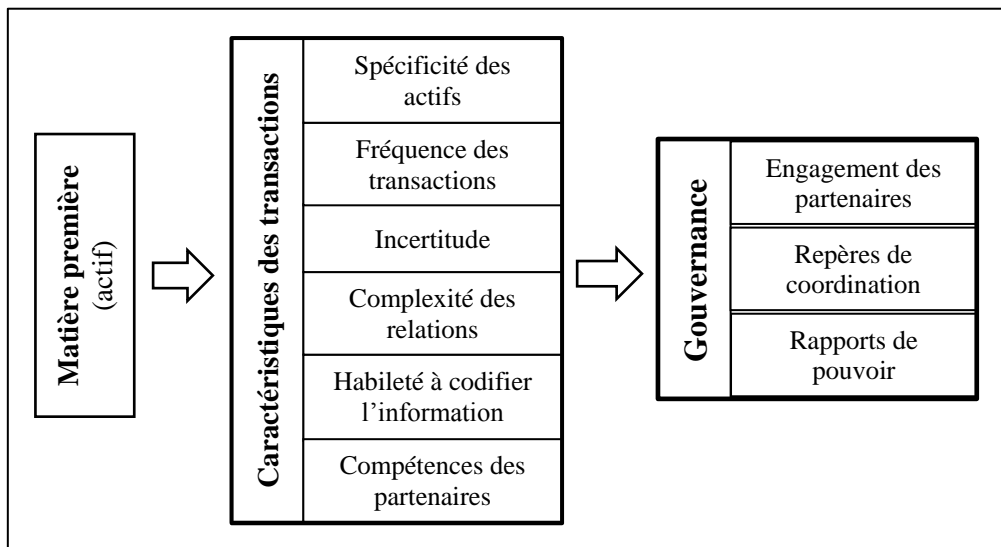 Matière première
(actif)
Caractéristiques des transactions
Spécificité des
actifs
Fréquence des
transactions
Incertitude
Complexité des
relations
Habileté à codifier
l’information
Compétences des
partenaires
Gouvernance
Engagement des
partenaires
Repères de
coordination
Rapports de
pouvoir